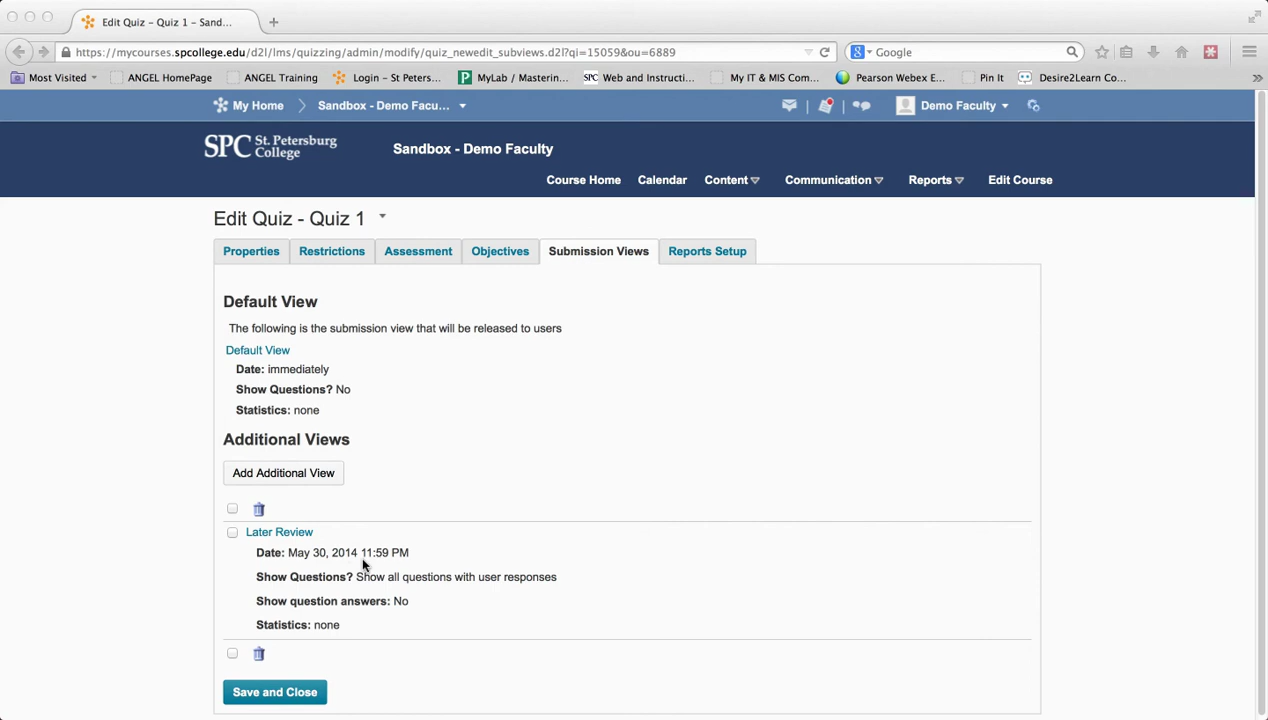 Edit Quiz – Quiz 1 – Sand...
https://mycourses.spcollege.edu/d2l/lms/quizzing/admin/modify/quiz_newedit_subviews.d2l?qi=15059&ou=6889
Google
Most Visited
ANGEL HomePage
ANGEL Training
Login – St Peters...
MyLab / Masterin...
SPC Web and Instructi...
My IT & MIS Com...
Pearson Webex E...
Pin It
Desire2Learn Co...
My Home
Sandbox - Demo Facu...
Demo Faculty
SPC St. Petersburg College
Sandbox - Demo Faculty
Course Home
Calendar
Content
Communication
Reports
Edit Course
Edit Quiz - Quiz 1
Properties
Restrictions
Assessment
Objectives
Submission Views
Reports Setup
Default View
The following is the submission view that will be released to users
Default View
Date: immediately
Show Questions? No
Statistics: none
Additional Views
Add Additional View
Later Review
Date: May 30, 2014 11:59 PM
Show Questions? Show all questions with user responses
Show question answers: No
Statistics: none
Save and Close